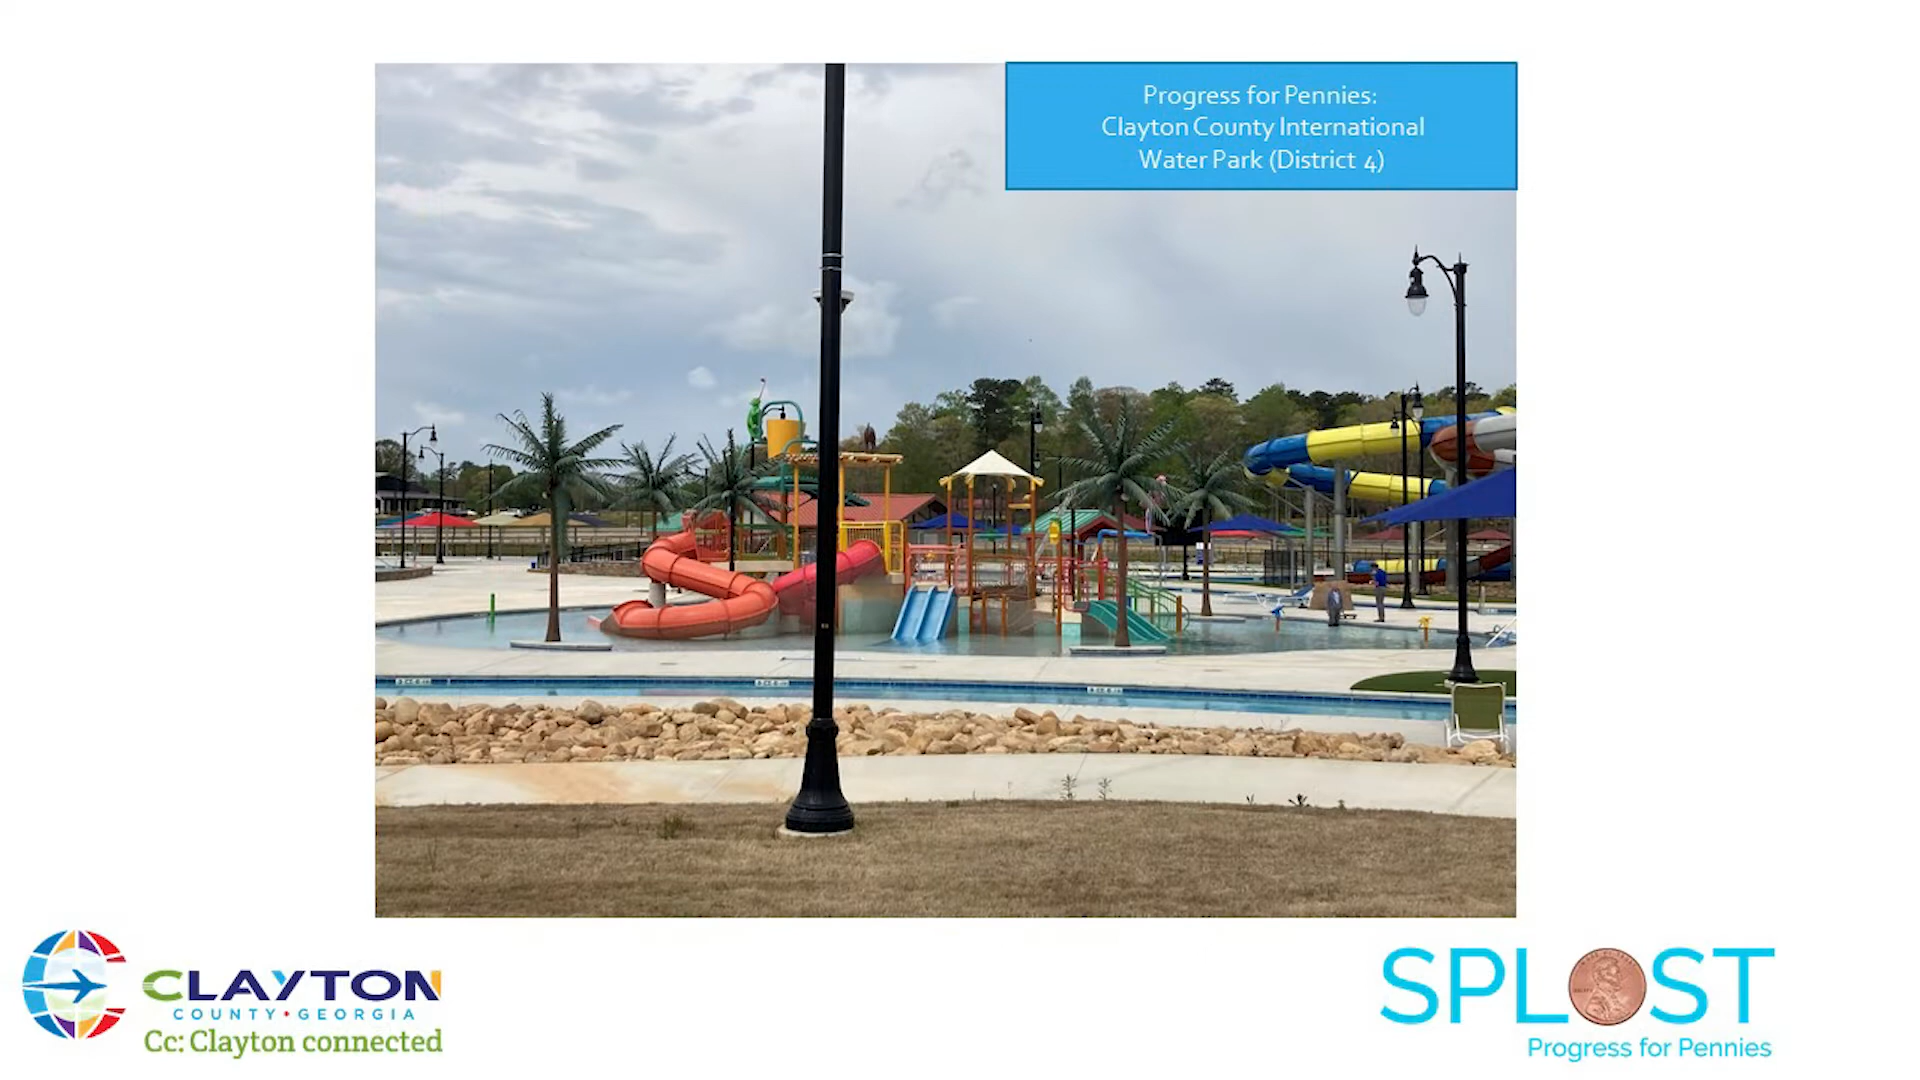 Progress for Pennies:
Clayton County International
Water Park (District 4)
CLAYTON
COUNTY • GEORGIA
Cc: Clayton connected
SPLOST
Progress for Pennies